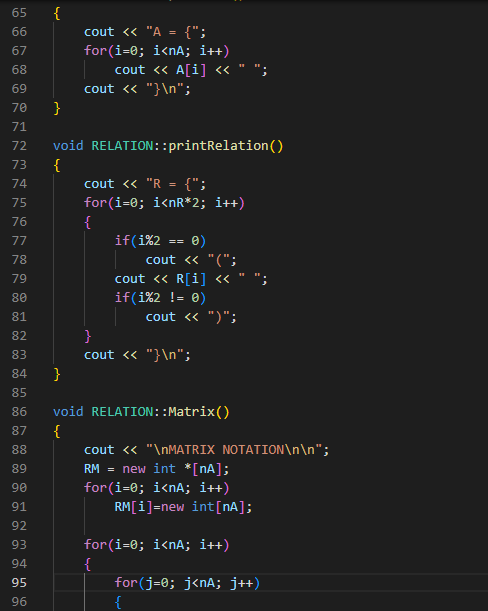 65 {
66     cout << "A = {";
67     for(i=0; i<nA; i++)
68         cout << A[i] << " ";
69     cout << "}\n";
70 }
71
72 void RELATION::printRelation()
73 {
74     cout << "R = {";
75     for(i=0; i<nR*2; i++)
76     {
77         if(i%2 == 0)
78             cout << "(";
79         cout << R[i] << " ";
80         if(i%2 != 0)
81             cout << ")";
82     }
83     cout << "}\n";
84 }
85
86 void RELATION::Matrix()
87 {
88     cout << "\nMATRIX NOTATION\n\n";
89     RM = new int *[nA];
90     for(i=0; i<nA; i++)
91         RM[i]=new int[nA];
92
93     for(i=0; i<nA; i++)
94     {
95         for(j=0; j<nA; j++)
96         {